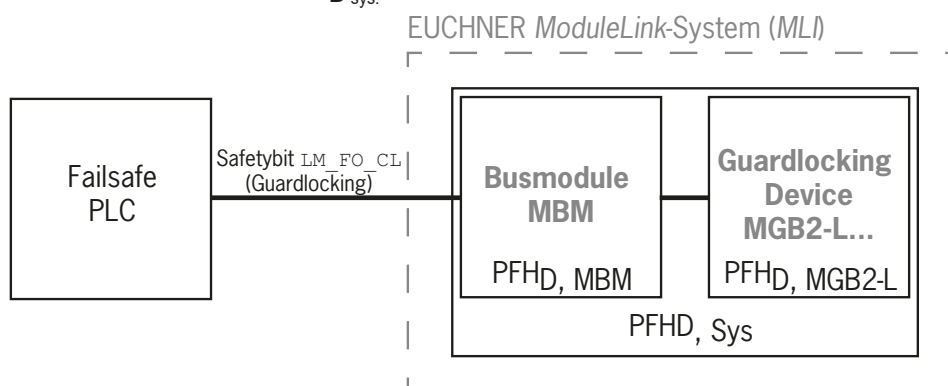 D sys.
EUCHNER ModuleLink-System (MLI)
Failsafe
PLC
Safetybit LM_FO_CL
(Guardlocking)
Busmodule
MBM
PFHD, MBM
Guardlocking
Device
MGB2-L...
PFHD, MGB2-L
PFHD, Sys